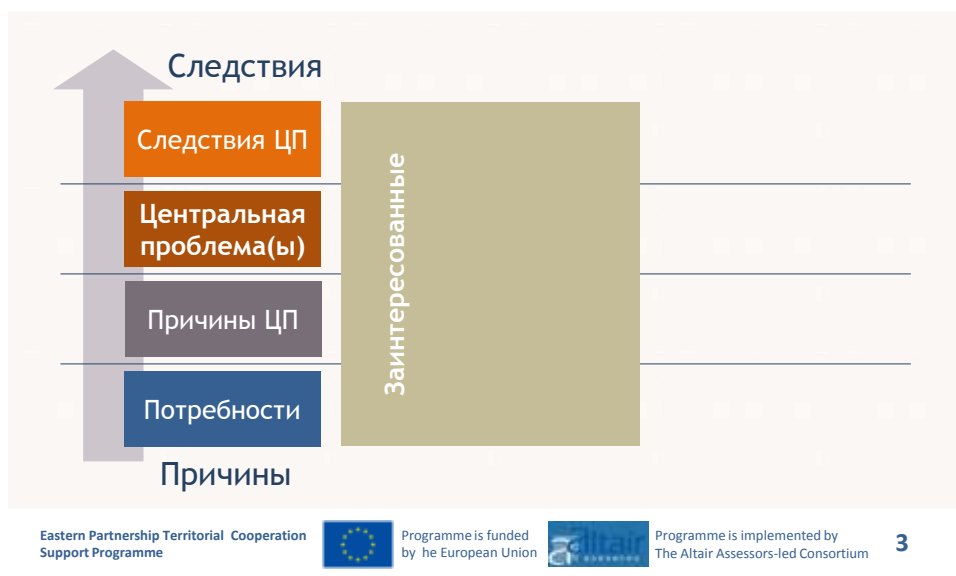 Следствия
Следствия ЦП
Центральная
проблема(ы)
Причины ЦП
Потребности
Причины
Заинтересованные
Eastern Partnership Territorial Cooperation
Support Programme
Programme is funded
by he European Union
altair
Programme is implemented by
The Altair Assessors-led Consortium
3